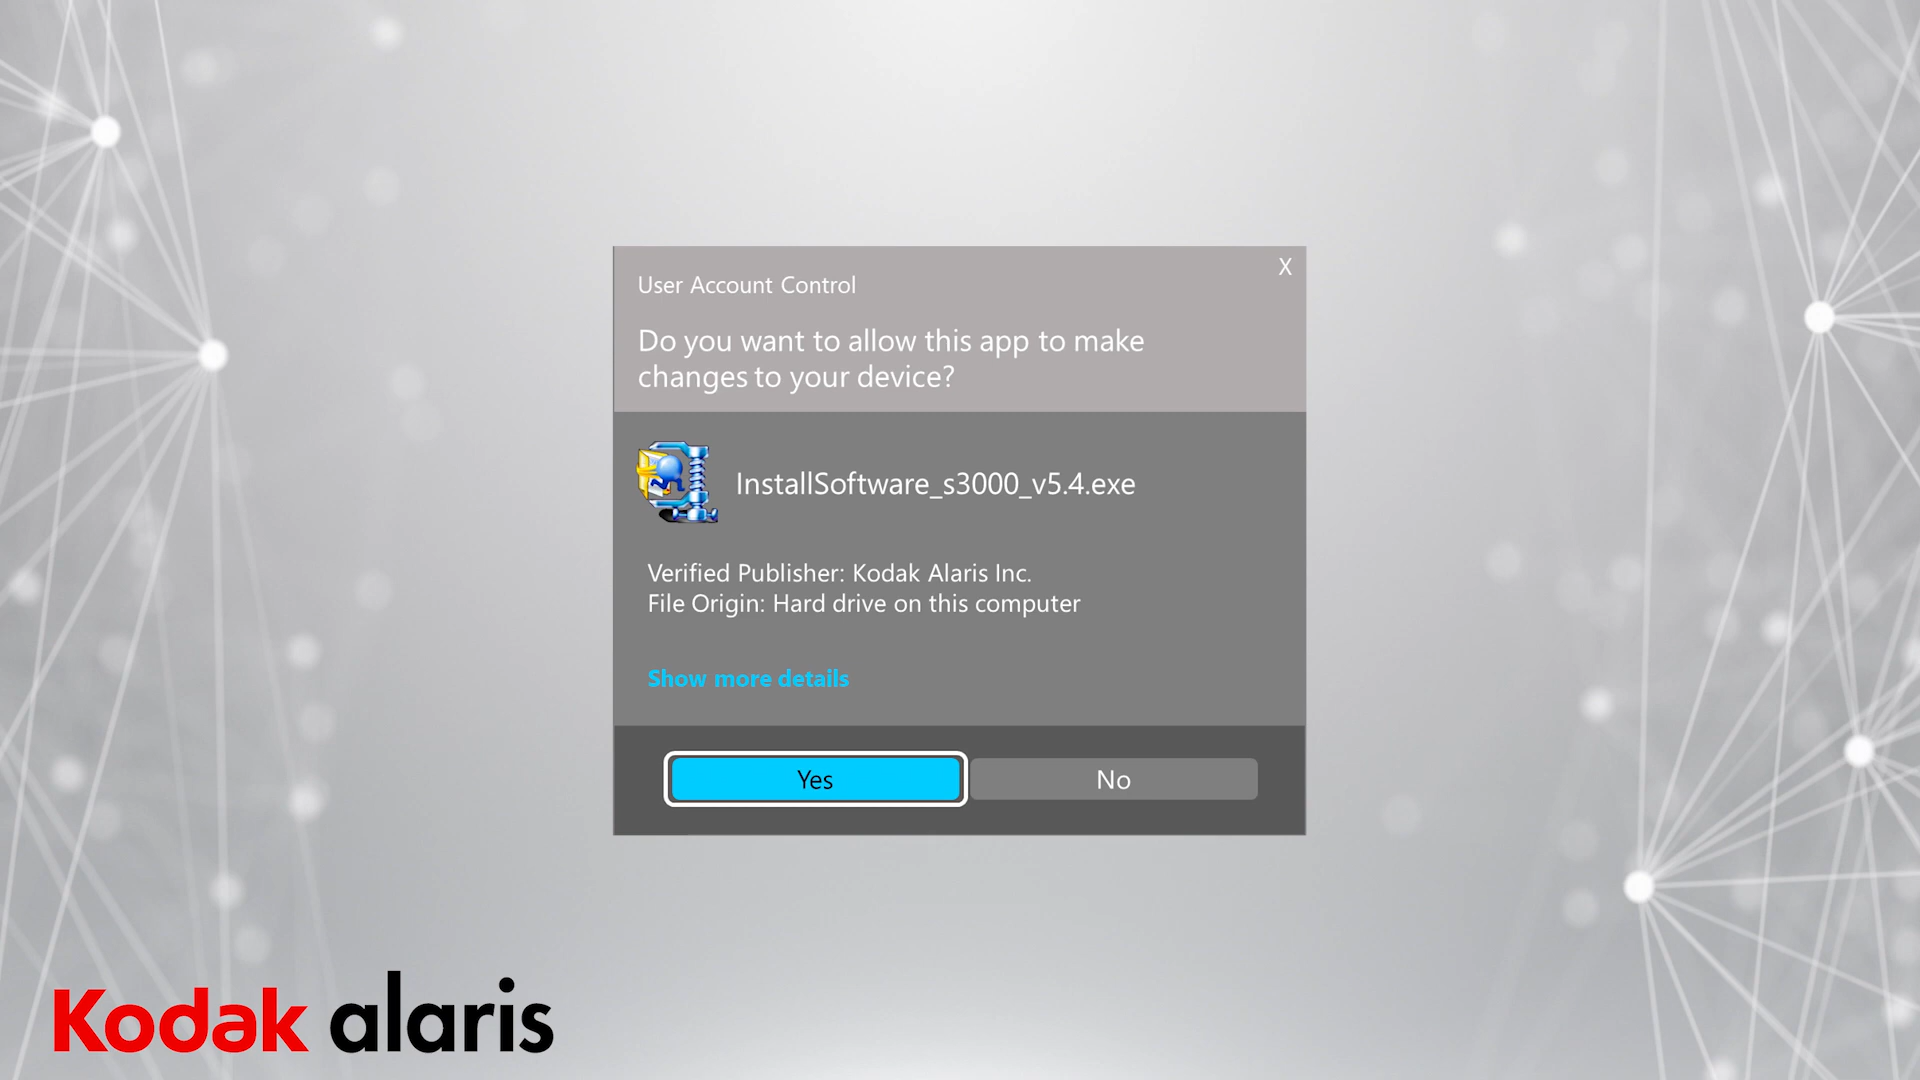 User Account Control
X
Do you want to allow this app to make
changes to your device?
InstallSoftware_s3000_v5.4.exe
Verified Publisher: Kodak Alaris Inc.
File Origin: Hard drive on this computer
Show more details
Yes
No
Kodak alaris